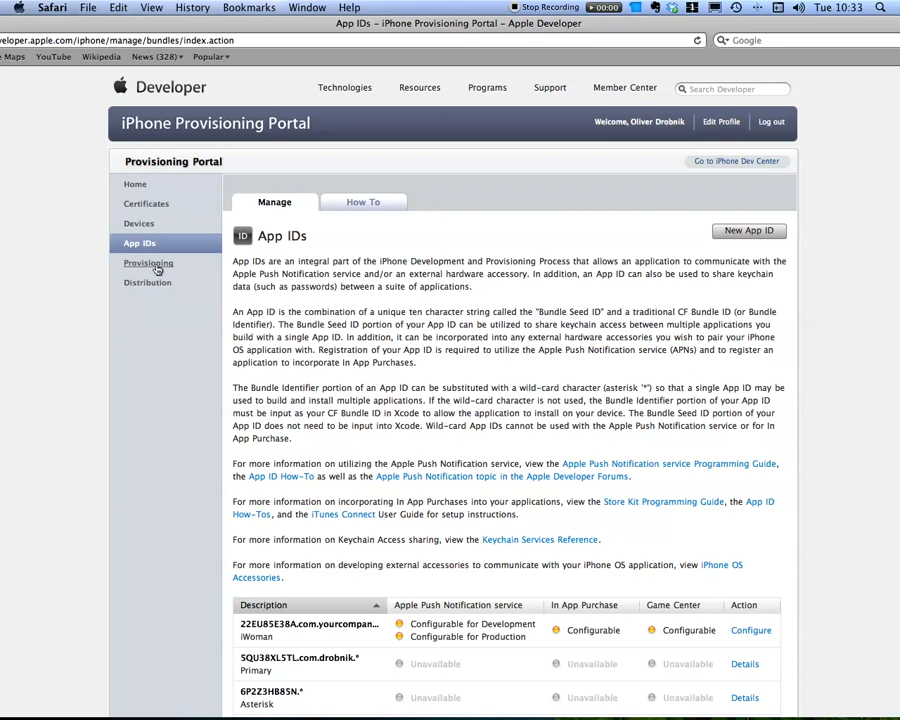 Safari File Edit View History Bookmarks Window Help Stop Recording 00:00 1 Tue 10:33
App IDs – iPhone Provisioning Portal – Apple Developer
eloper.apple.com/iphone/manage/bundles/index.action Google
e Maps YouTube Wikipedia News (328) Popular
Developer Technologies Resources Programs Support Member Center Search Developer
iPhone Provisioning Portal Welcome, Oliver Drobnik Edit Profile Log out
Provisioning Portal Go to iPhone Dev Center
Home
Certificates
Devices
App IDs
Provisioning
Distribution
Manage How To
ID App IDs New App ID
App IDs are an integral part of the iPhone Development and Provisioning Process that allows an application to communicate with the
Apple Push Notification service and/or an external hardware accessory. In addition, an App ID can also be used to share keychain
data (such as passwords) between a suite of applications.
An App ID is the combination of a unique ten character string called the "Bundle Seed ID" and a traditional CF Bundle ID (or Bundle
Identifier). The Bundle Seed ID portion of your App ID can be utilized to share keychain access between multiple applications you
build with a single App ID. In addition, it can be incorporated into any external hardware accessories you wish to pair your iPhone
OS application with. Registration of your App ID is required to utilize the Apple Push Notification service (APNs) and to register an
application to incorporate In App Purchases.
The Bundle Identifier portion of an App ID can be substituted with a wild-card character (asterisk '*') so that a single App ID may be
used to build and install multiple applications. If the wild-card character is not used, the Bundle Identifier portion of your App ID
must be input as your CF Bundle ID in Xcode to allow the application to install on your device. The Bundle Seed ID portion of your
App ID does not need to be input into Xcode. Wild-card App IDs cannot be used with the Apple Push Notification service or for In
App Purchase.
For more information on utilizing the Apple Push Notification service, view the Apple Push Notification service Programming Guide,
the App ID How-To as well as the Apple Push Notification topic in the Apple Developer Forums.
For more information on incorporating In App Purchases into your applications, view the Store Kit Programming Guide, the App ID
How-Tos, and the iTunes Connect User Guide for setup instructions.
For more information on Keychain Access sharing, view the Keychain Services Reference.
For more information on developing external accessories to communicate with your iPhone OS application, view iPhone OS
Accessories.
Description Apple Push Notification service In App Purchase Game Center Action
22EU85E38A.com.yourcompan... Configurable for Development Configurable Configurable Configure
iWoman Configurable for Production
5QU38XL5TL.com.drobnik.* Unavailable Unavailable Unavailable Details
Primary
6P2Z3HB85N.* Unavailable Unavailable Unavailable Details
Asterisk